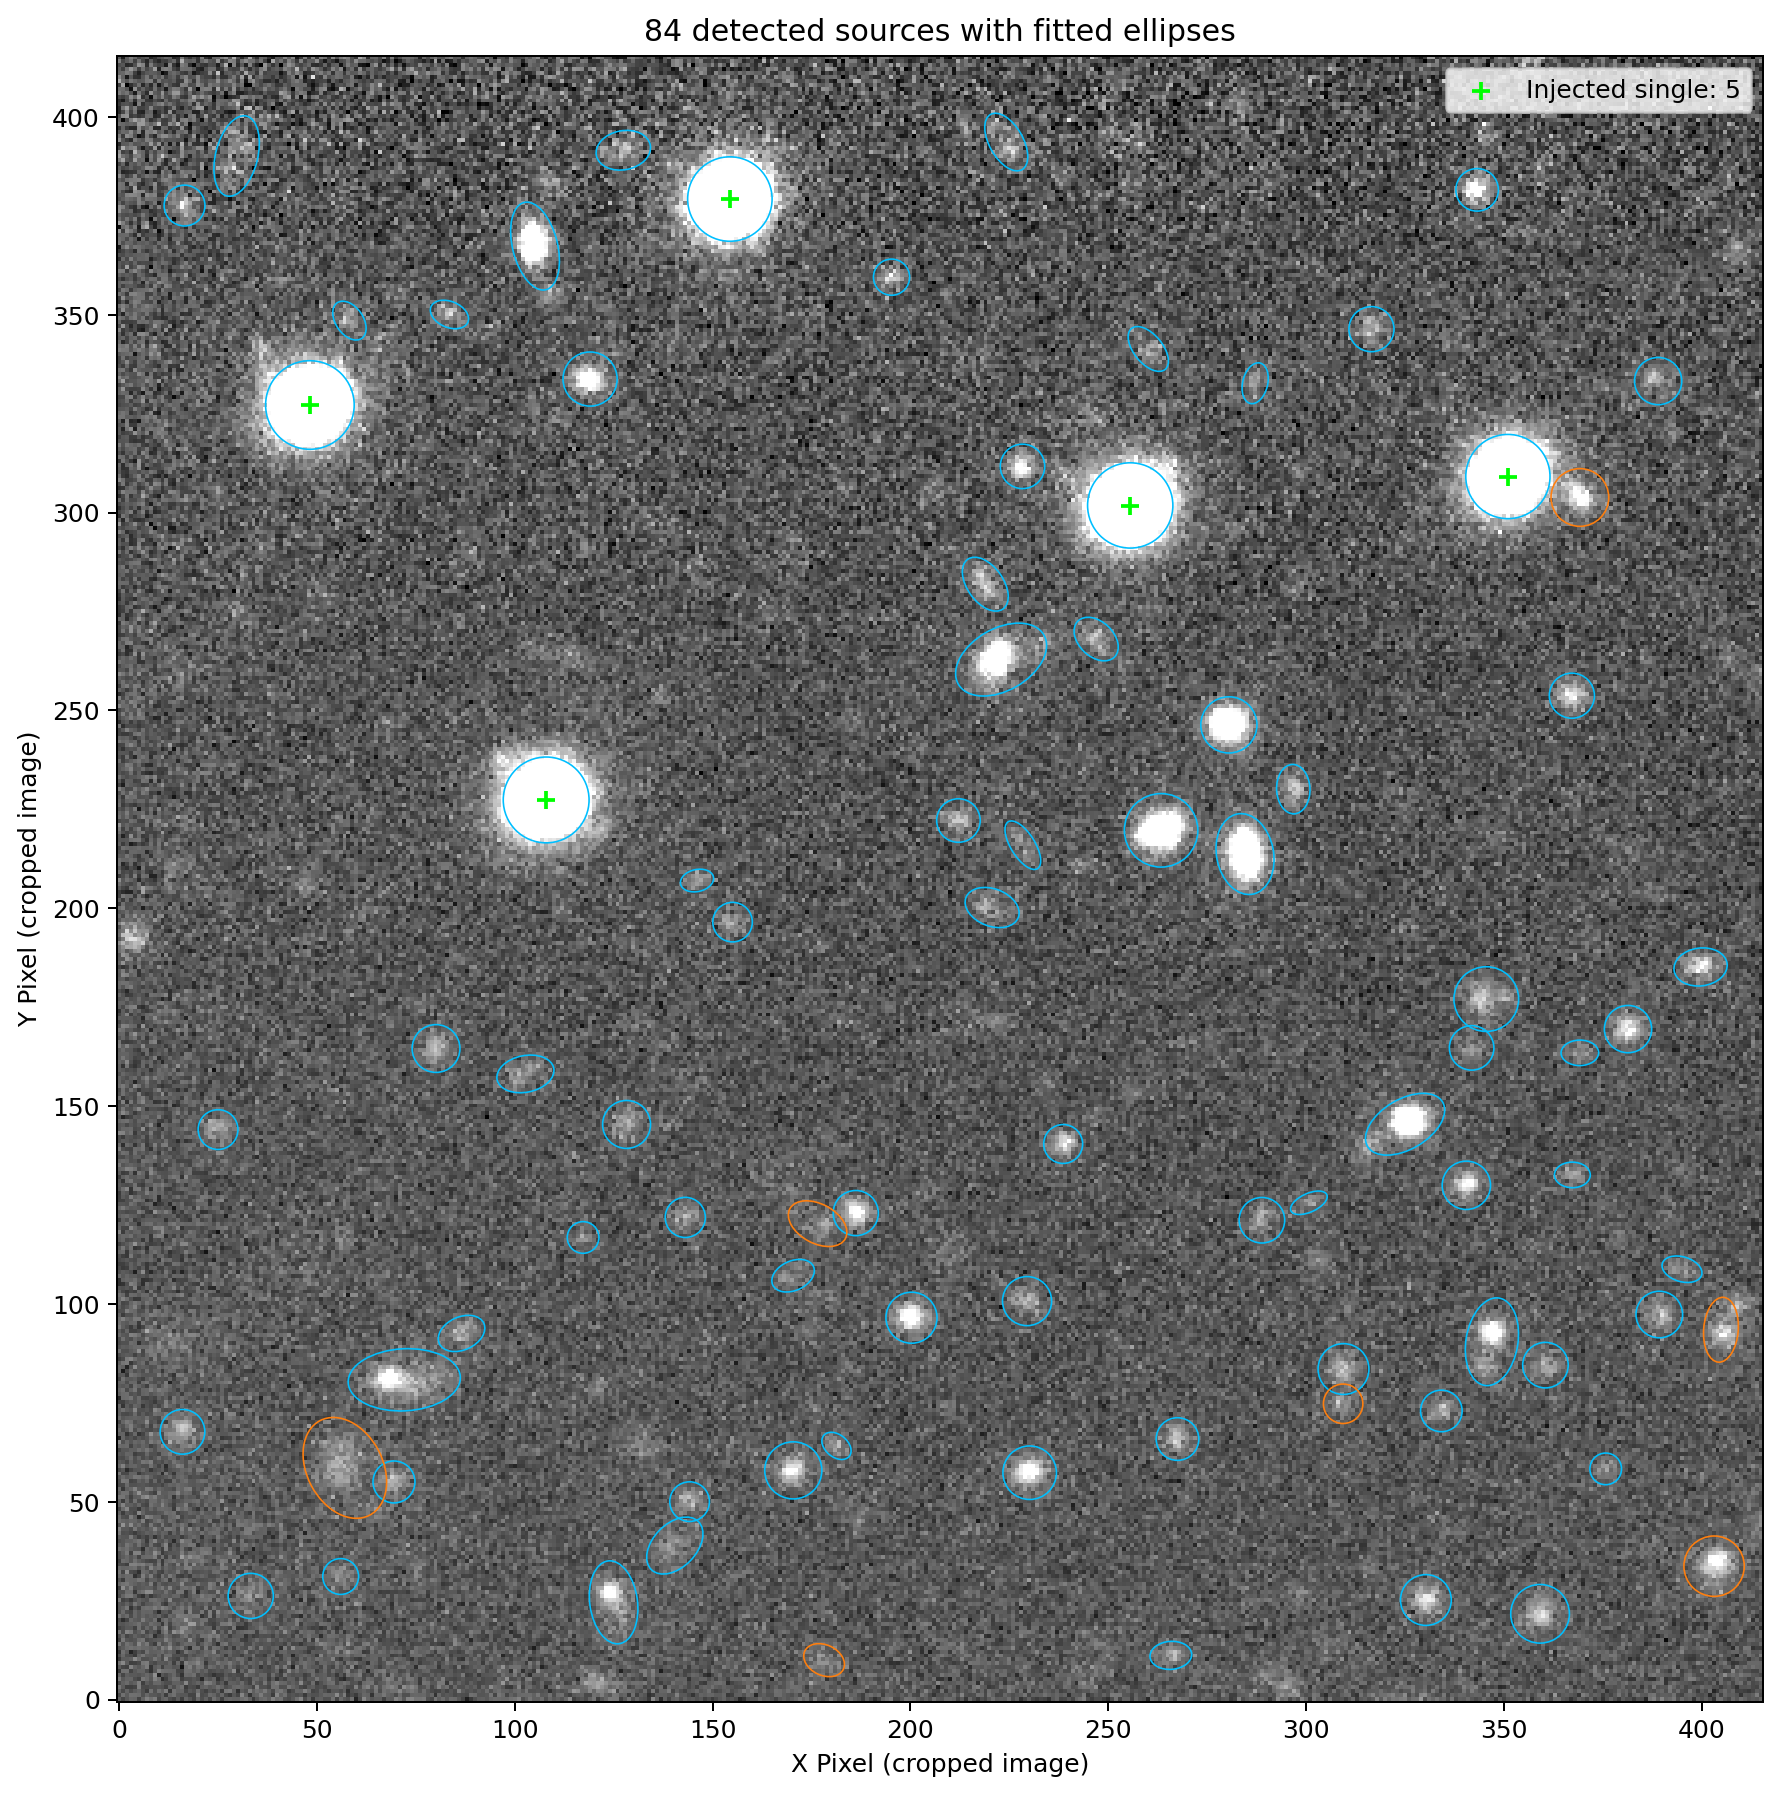 84 detected sources with fitted ellipses
Injected single: 5
400
350
300
250
200
150
100
50
0
Y Pixel (cropped image)
0 50 100 150 200 250 300 350 400
X Pixel (cropped image)